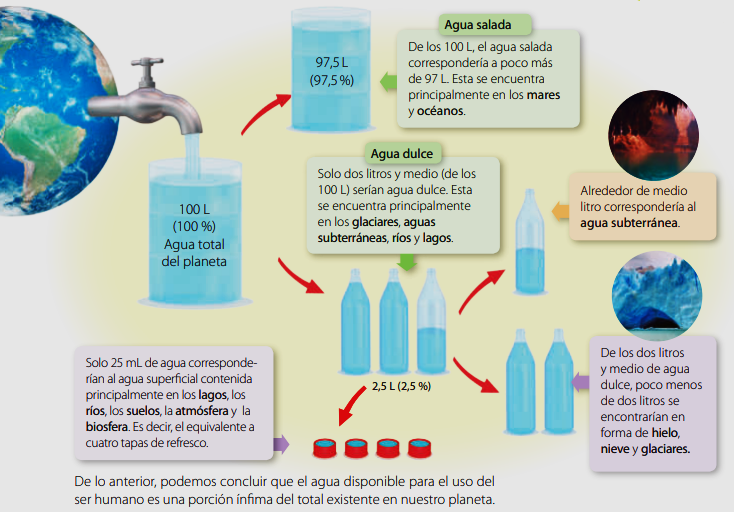 Agua salada
97,5 L
(97,5 %)
De los 100 L, el agua salada
correspondería a poco más
de 97 L. Esta se encuentra
principalmente en los mares
y océanos.
100 L
(100 %)
Agua total
del planeta
Agua dulce
Solo dos litros y medio (de los
100 L) serían agua dulce. Esta
se encuentra principalmente
en los glaciares, aguas
subterráneas, ríos y lagos.
Alrededor de medio
litro correspondería al
agua subterránea.
2,5 L (2,5 %)
De los dos litros
y medio de agua
dulce, poco menos
de dos litros se
encontrarían en
forma de hielo,
nieve y glaciares.
Solo 25 mL de agua corresponde-
rían al agua superficial contenida
principalmente en los lagos, los
ríos, los suelos, la atmósfera y la
biosfera. Es decir, el equivalente a
cuatro tapas de refresco.
De lo anterior, podemos concluir que el agua disponible para el uso del
ser humano es una porción ínfima del total existente en nuestro planeta.